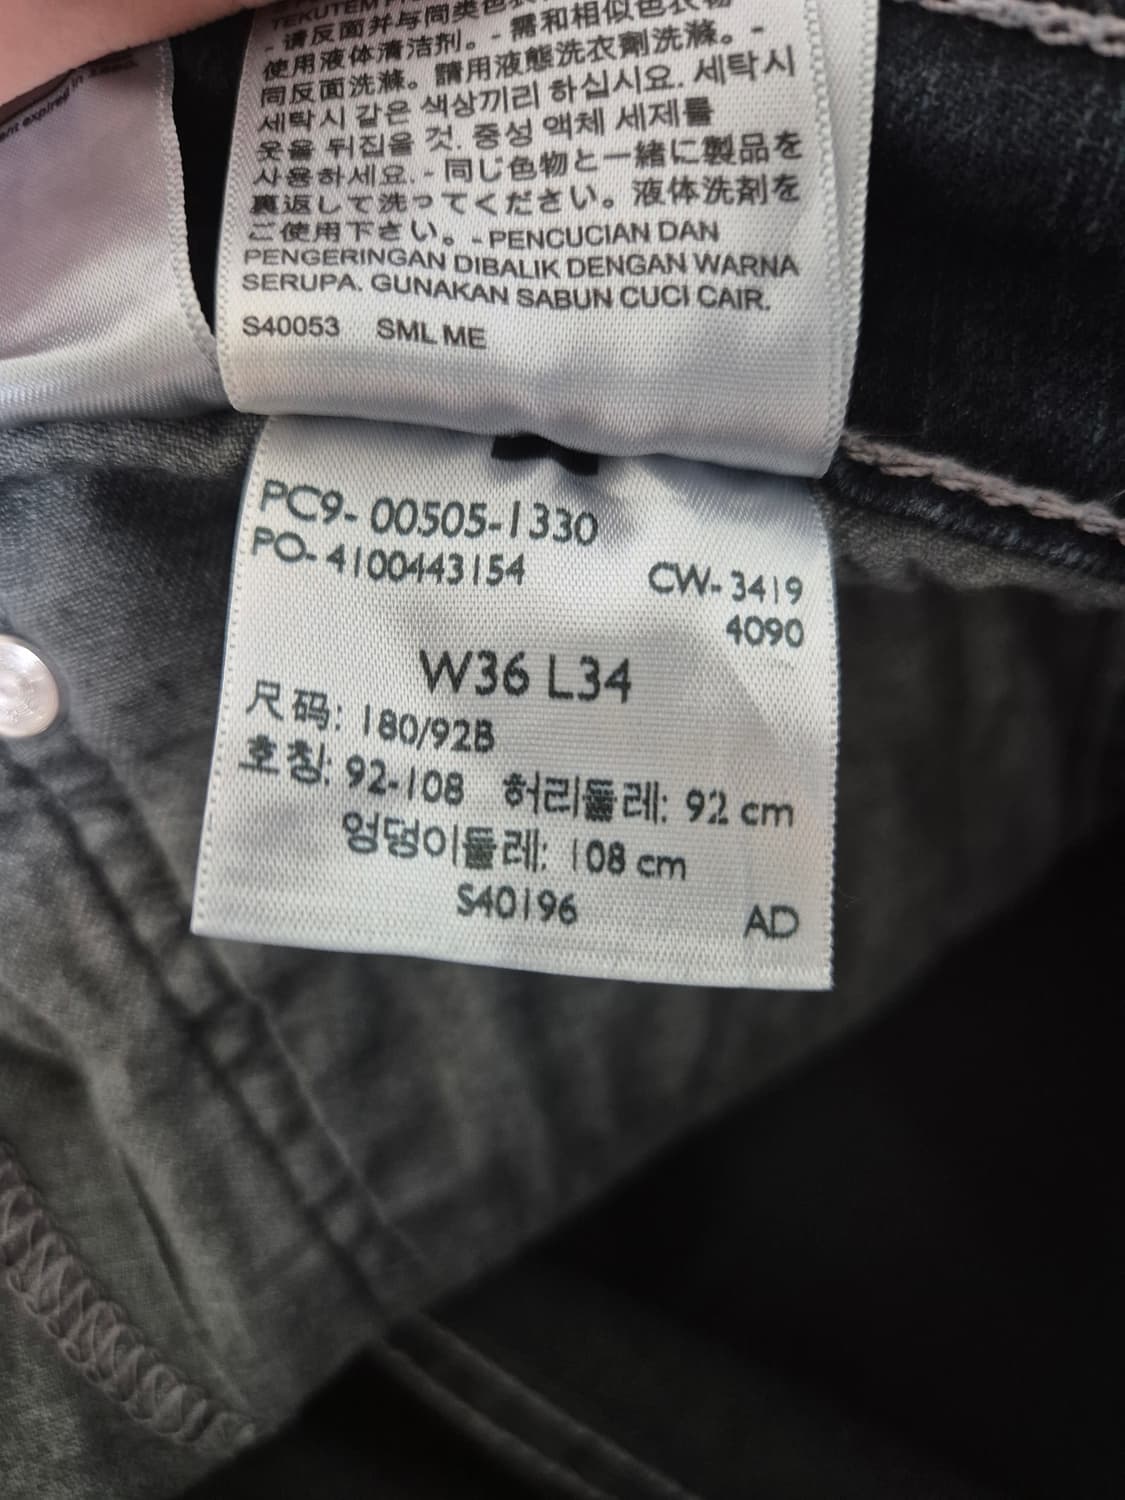 TEKUTEM
- 请反面并与同类色衣
使用液体清洁剂。- 需和相似色衣物
同反面洗滌。請用液態洗衣劑洗滌。-
세탁시 같은 색상끼리 하십시요. 세탁시
옷을 뒤집을 것. 중성 액체 세제를
사용하세요. - 同じ色物と一緒に製品を
裏返して洗ってください。液体洗剤を
ご使用下さい。- PENCUCIAN DAN
PENGERINGAN DIBALIK DENGAN WARNA
SERUPA. GUNAKAN SABUN CUCI CAIR.
S40053 SML ME
ent expired in
PC9- 00505-1330
PO- 4100443154 CW- 3419
4090
W36 L34
尺码: 180/92B
호칭: 92-108 허리둘레: 92 cm
엉덩이둘레: 108 cm
S40196 AD